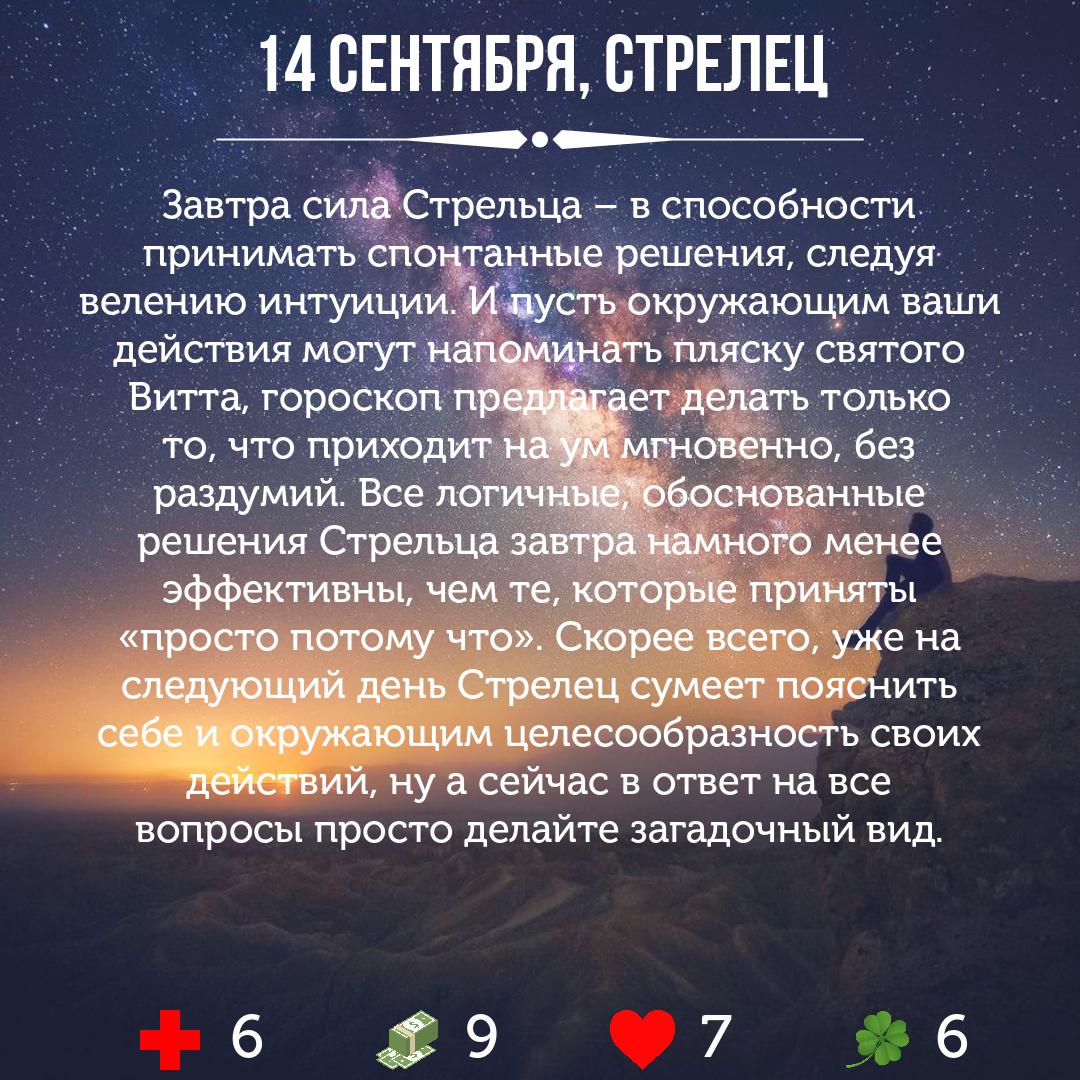 14 СЕНТЯБРЯ, СТРЕЛЕЦ
Завтра сила Стрельца – в способности
принимать спонтанные решения, следуя
велению интуиции. И пусть окружающим ваши
действия могут напоминать пляску святого
Витта, гороскоп предлагает делать только
то, что приходит на ум мгновенно, без
раздумий. Все логичные, обоснованные
решения Стрельца завтра намного менее
эффективны, чем те, которые приняты
«просто потому что». Скорее всего, уже на
следующий день Стрелец сумеет пояснить
себе и окружающим целесообразность своих
действий, ну а сейчас в ответ на все
вопросы просто делайте загадочный вид.
6 9 7 6